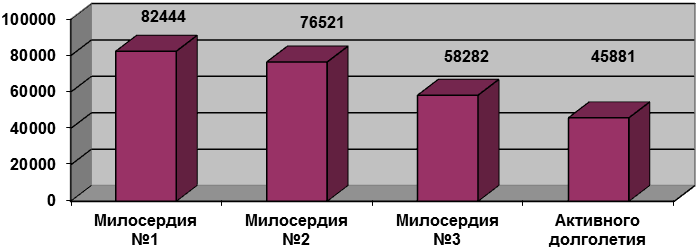 100000
80000
60000
40000
20000
0
82444
76521
58282
45881
Милосердия
№1
Милосердия
№2
Милосердия
№3
Активного
долголетия